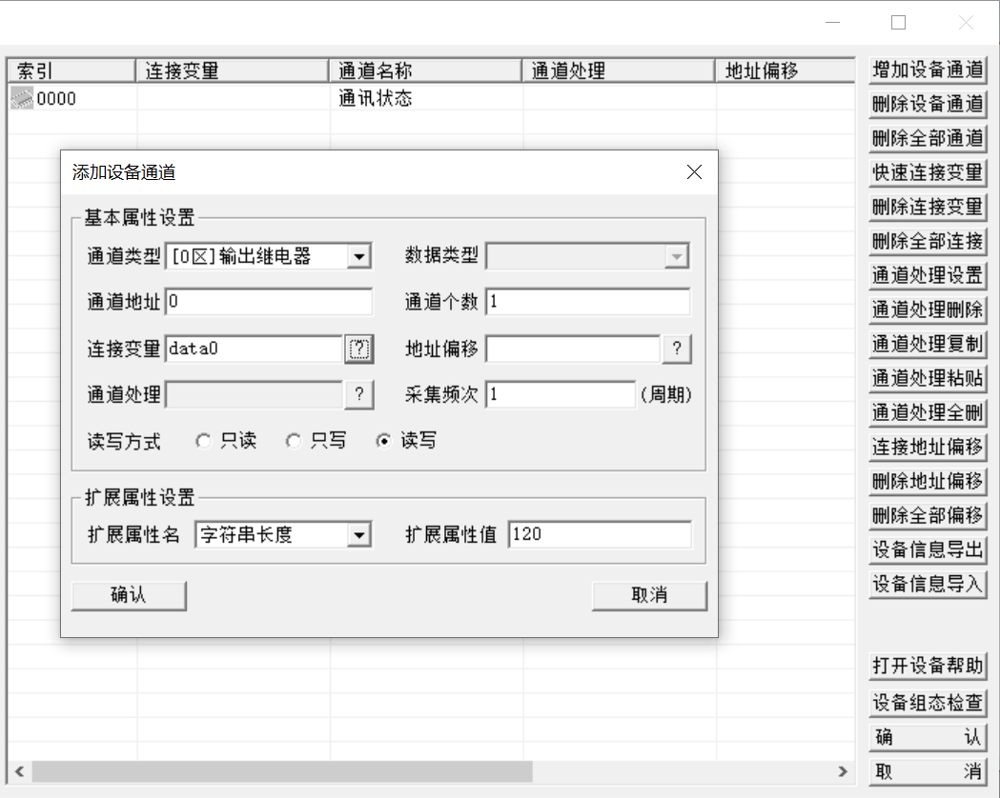 索引 连接变量 通道名称 通道处理 地址偏移
0000 通讯状态
添加设备通道
基本属性设置
通道类型 [0区]输出继电器 数据类型
通道地址 0 通道个数 1
连接变量 data0 ? 地址偏移 ?
通道处理 ? 采集频次 1 (周期)
读写方式 只读 只写 读写
扩展属性设置
扩展属性名 字符串长度 扩展属性值 120
确认 取消
增加设备通道
删除设备通道
删除全部通道
快速连接变量
删除连接变量
删除全部连接
通道处理设置
通道处理删除
通道处理复制
通道处理粘贴
通道处理全删
连接地址偏移
删除地址偏移
删除全部偏移
设备信息导出
设备信息导入
打开设备帮助
设备组态检查
确 认
取 消